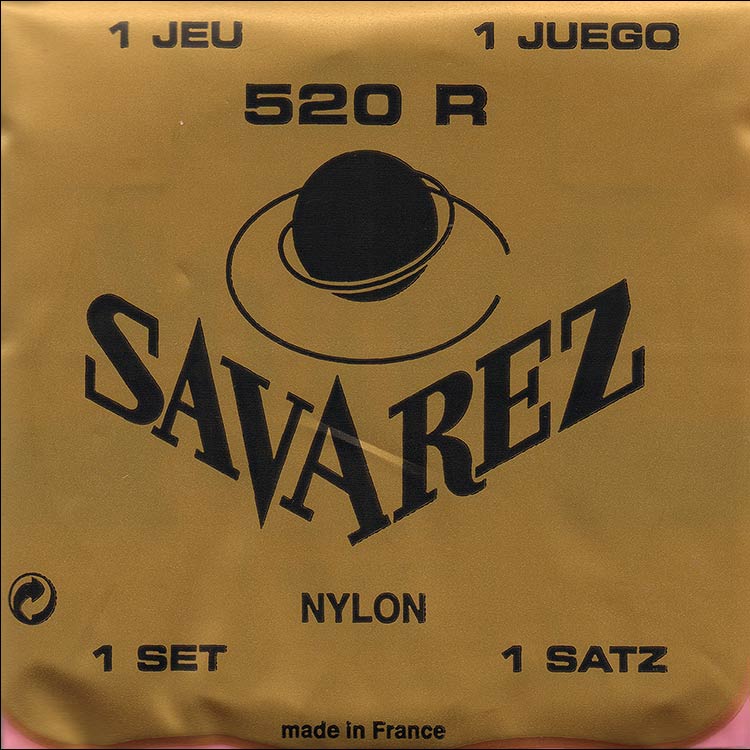 1 JEU 1 JUEGO
520 R
SAVAREZ
NYLON
1 SET 1 SATZ
made in France